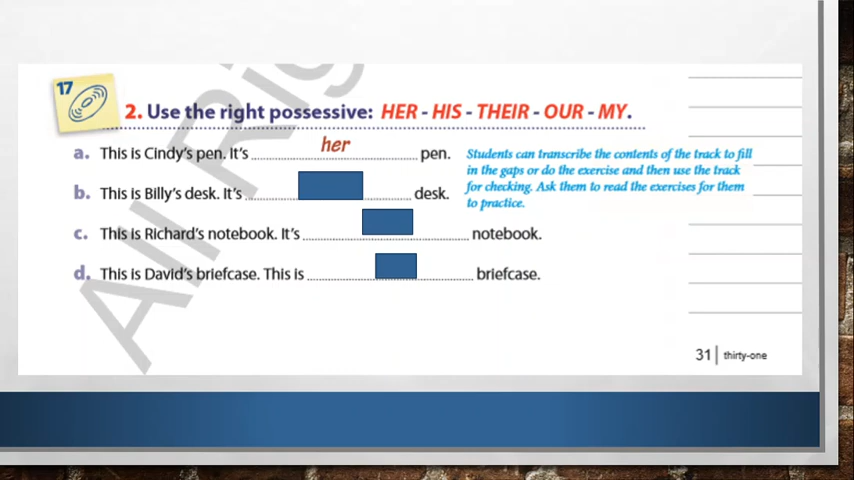 17
2. Use the right possessive: HER - HIS - THEIR - OUR - MY.
a. This is Cindy's pen. It's her pen.
b. This is Billy's desk. It's desk.
c. This is Richard's notebook. It's notebook.
d. This is David's briefcase. This is briefcase.
Students can transcribe the contents of the track to fill
in the gaps or do the exercise and then use the track
for checking. Ask them to read the exercises for them
to practice.
All Rig
31 | thirty-one